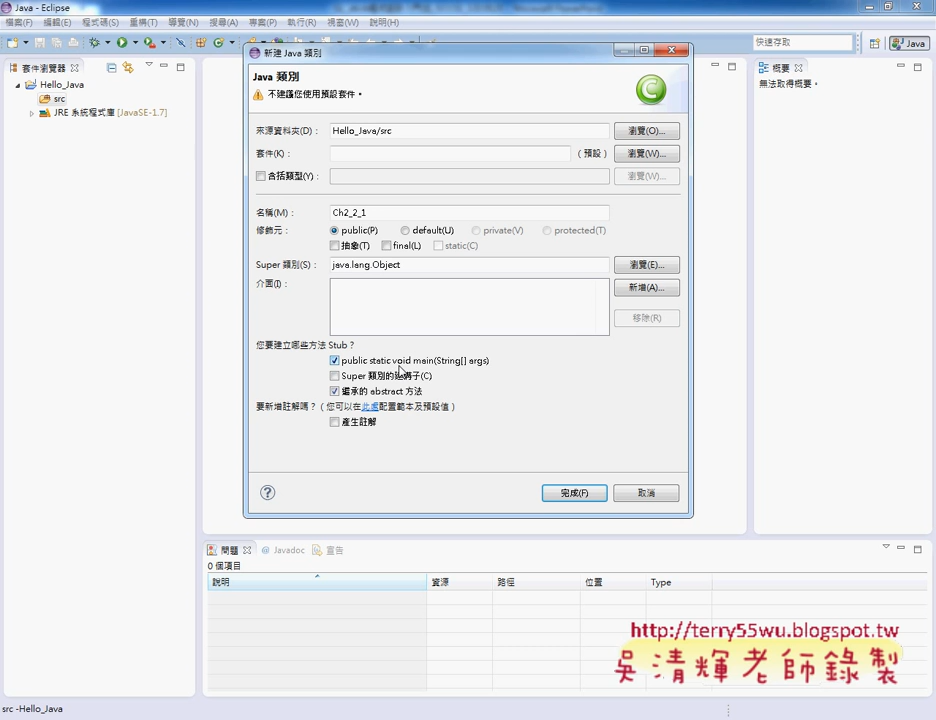 Java - Eclipse
檔案(F) 編輯(E) 程式碼(S) 重構(T) 導覽(N) 搜尋(A) 專案(P) 執行(R) 視窗(W) 說明(H)
快速存取
Java
套件瀏覽器
Hello_Java
src
JRE 系統程式庫 [JavaSE-1.7]
新建 Java 類別
Java 類別
不建議您使用預設套件。
來源資料夾(D)： Hello_Java/src 瀏覽(O)...
套件(K)： (預設) 瀏覽(W)...
含括類型(Y)： 瀏覽(W)...
名稱(M)： Ch2_2_1
修飾元： public(P) default(U) private(V) protected(T)
抽象(T) final(L) static(C)
Super 類別(S)： java.lang.Object 瀏覽(E)...
介面(I)： 新增(A)...
移除(R)
您要建立哪些方法 Stub？
public static void main(String[] args)
Super 類別的建構子(C)
繼承的 abstract 方法
要新增註解嗎？（您可以在此處配置範本及預設值）
產生註解
完成(F) 取消
概要
無法取得概要。
問題 Javadoc 宣告
0 個項目
說明 資源 路徑 位置 Type
http://terry55wu.blogspot.tw
吳清輝老師錄製
src -Hello_Java